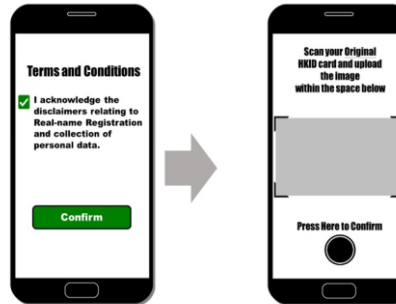 Terms and Conditions
I acknowledge the
disclaimers relating to
Real-name Registration
and collection of
personal data.
Confirm
Scan your Original
HKID card and upload
the image
within the space below
Press Here to Confirm